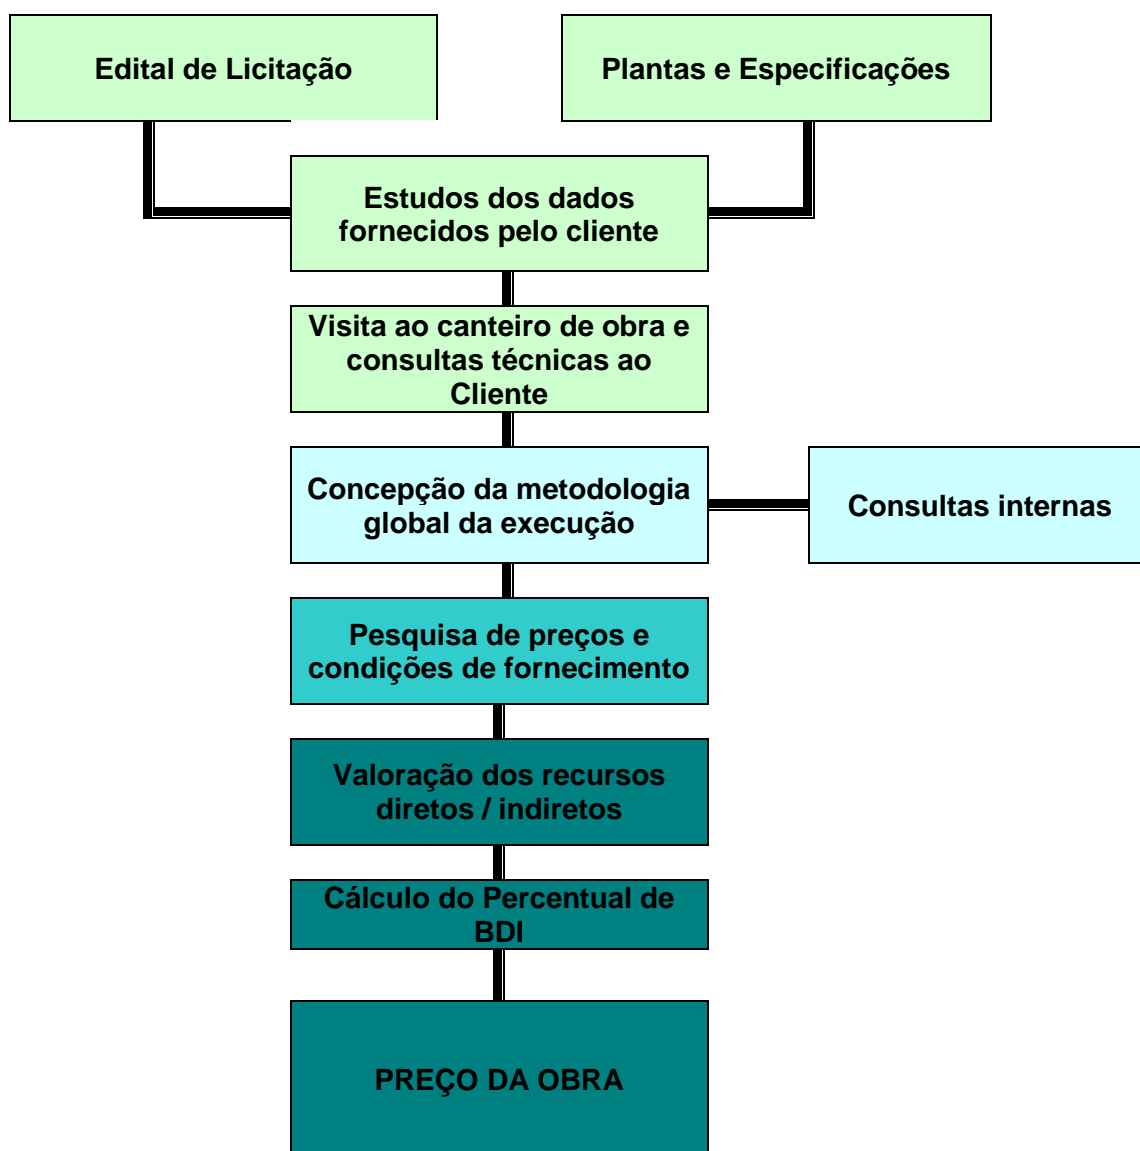 Edital de Licitação
Plantas e Especificações
Estudos dos dados
fornecidos pelo cliente
Visita ao canteiro de obra e
consultas técnicas ao
Cliente
Concepção da metodologia
global da execução
Consultas internas
Pesquisa de preços e
condições de fornecimento
Valoração dos recursos
diretos / indiretos
Cálculo do Percentual de
BDI
PREÇO DA OBRA